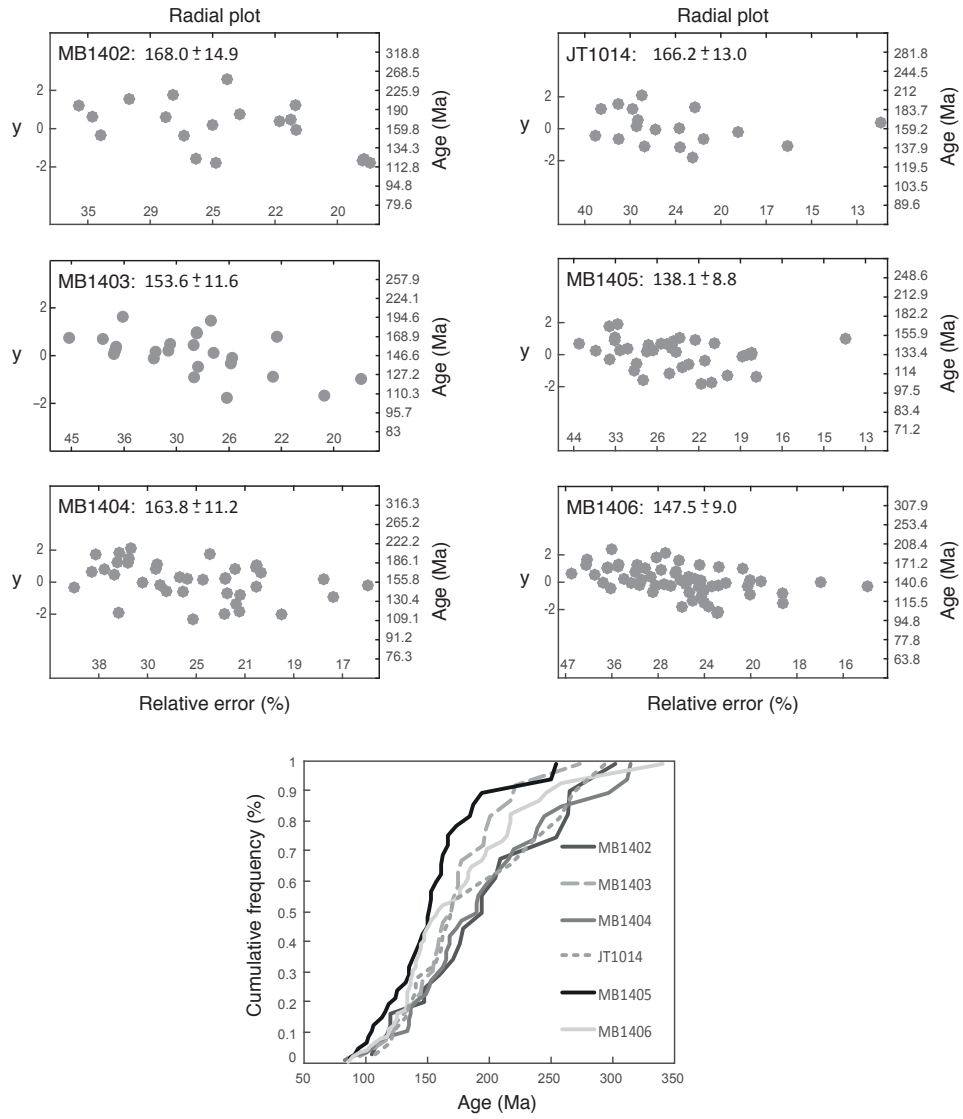 Radial plot
Radial plot
MB1402: 168.0 ± 14.9
y
2
0
-2
35 29 25 22 20
318.8
268.5
225.9
190
159.8
134.3
112.8
94.8
79.6
Age (Ma)
JT1014: 166.2 ± 13.0
y
2
0
-2
40 30 24 20 17 15 13
281.8
244.5
212
183.7
159.2
137.9
119.5
103.5
89.6
Age (Ma)
MB1403: 153.6 ± 11.6
y
2
0
-2
45 36 30 26 22 20
257.9
224.1
194.6
168.9
146.6
127.2
110.3
95.7
83
Age (Ma)
MB1405: 138.1 ± 8.8
y
2
0
-2
44 33 26 22 19 16 15 13
248.6
212.9
182.2
155.9
133.4
114
97.5
83.4
71.2
Age (Ma)
MB1404: 163.8 ± 11.2
y
2
0
-2
38 30 25 21 19 17
316.3
265.2
222.2
186.1
155.8
130.4
109.1
91.2
76.3
Age (Ma)
MB1406: 147.5 ± 9.0
y
2
0
-2
47 36 28 24 20 18 16
307.9
253.4
208.4
171.2
140.6
115.5
94.8
77.8
63.8
Age (Ma)
Relative error (%)
Relative error (%)
Cumulative frequency (%)
1
0.9
0.8
0.7
0.6
0.5
0.4
0.3
0.2
0.1
0
MB1402
MB1403
MB1404
JT1014
MB1405
MB1406
50 100 150 200 250 300 350
Age (Ma)